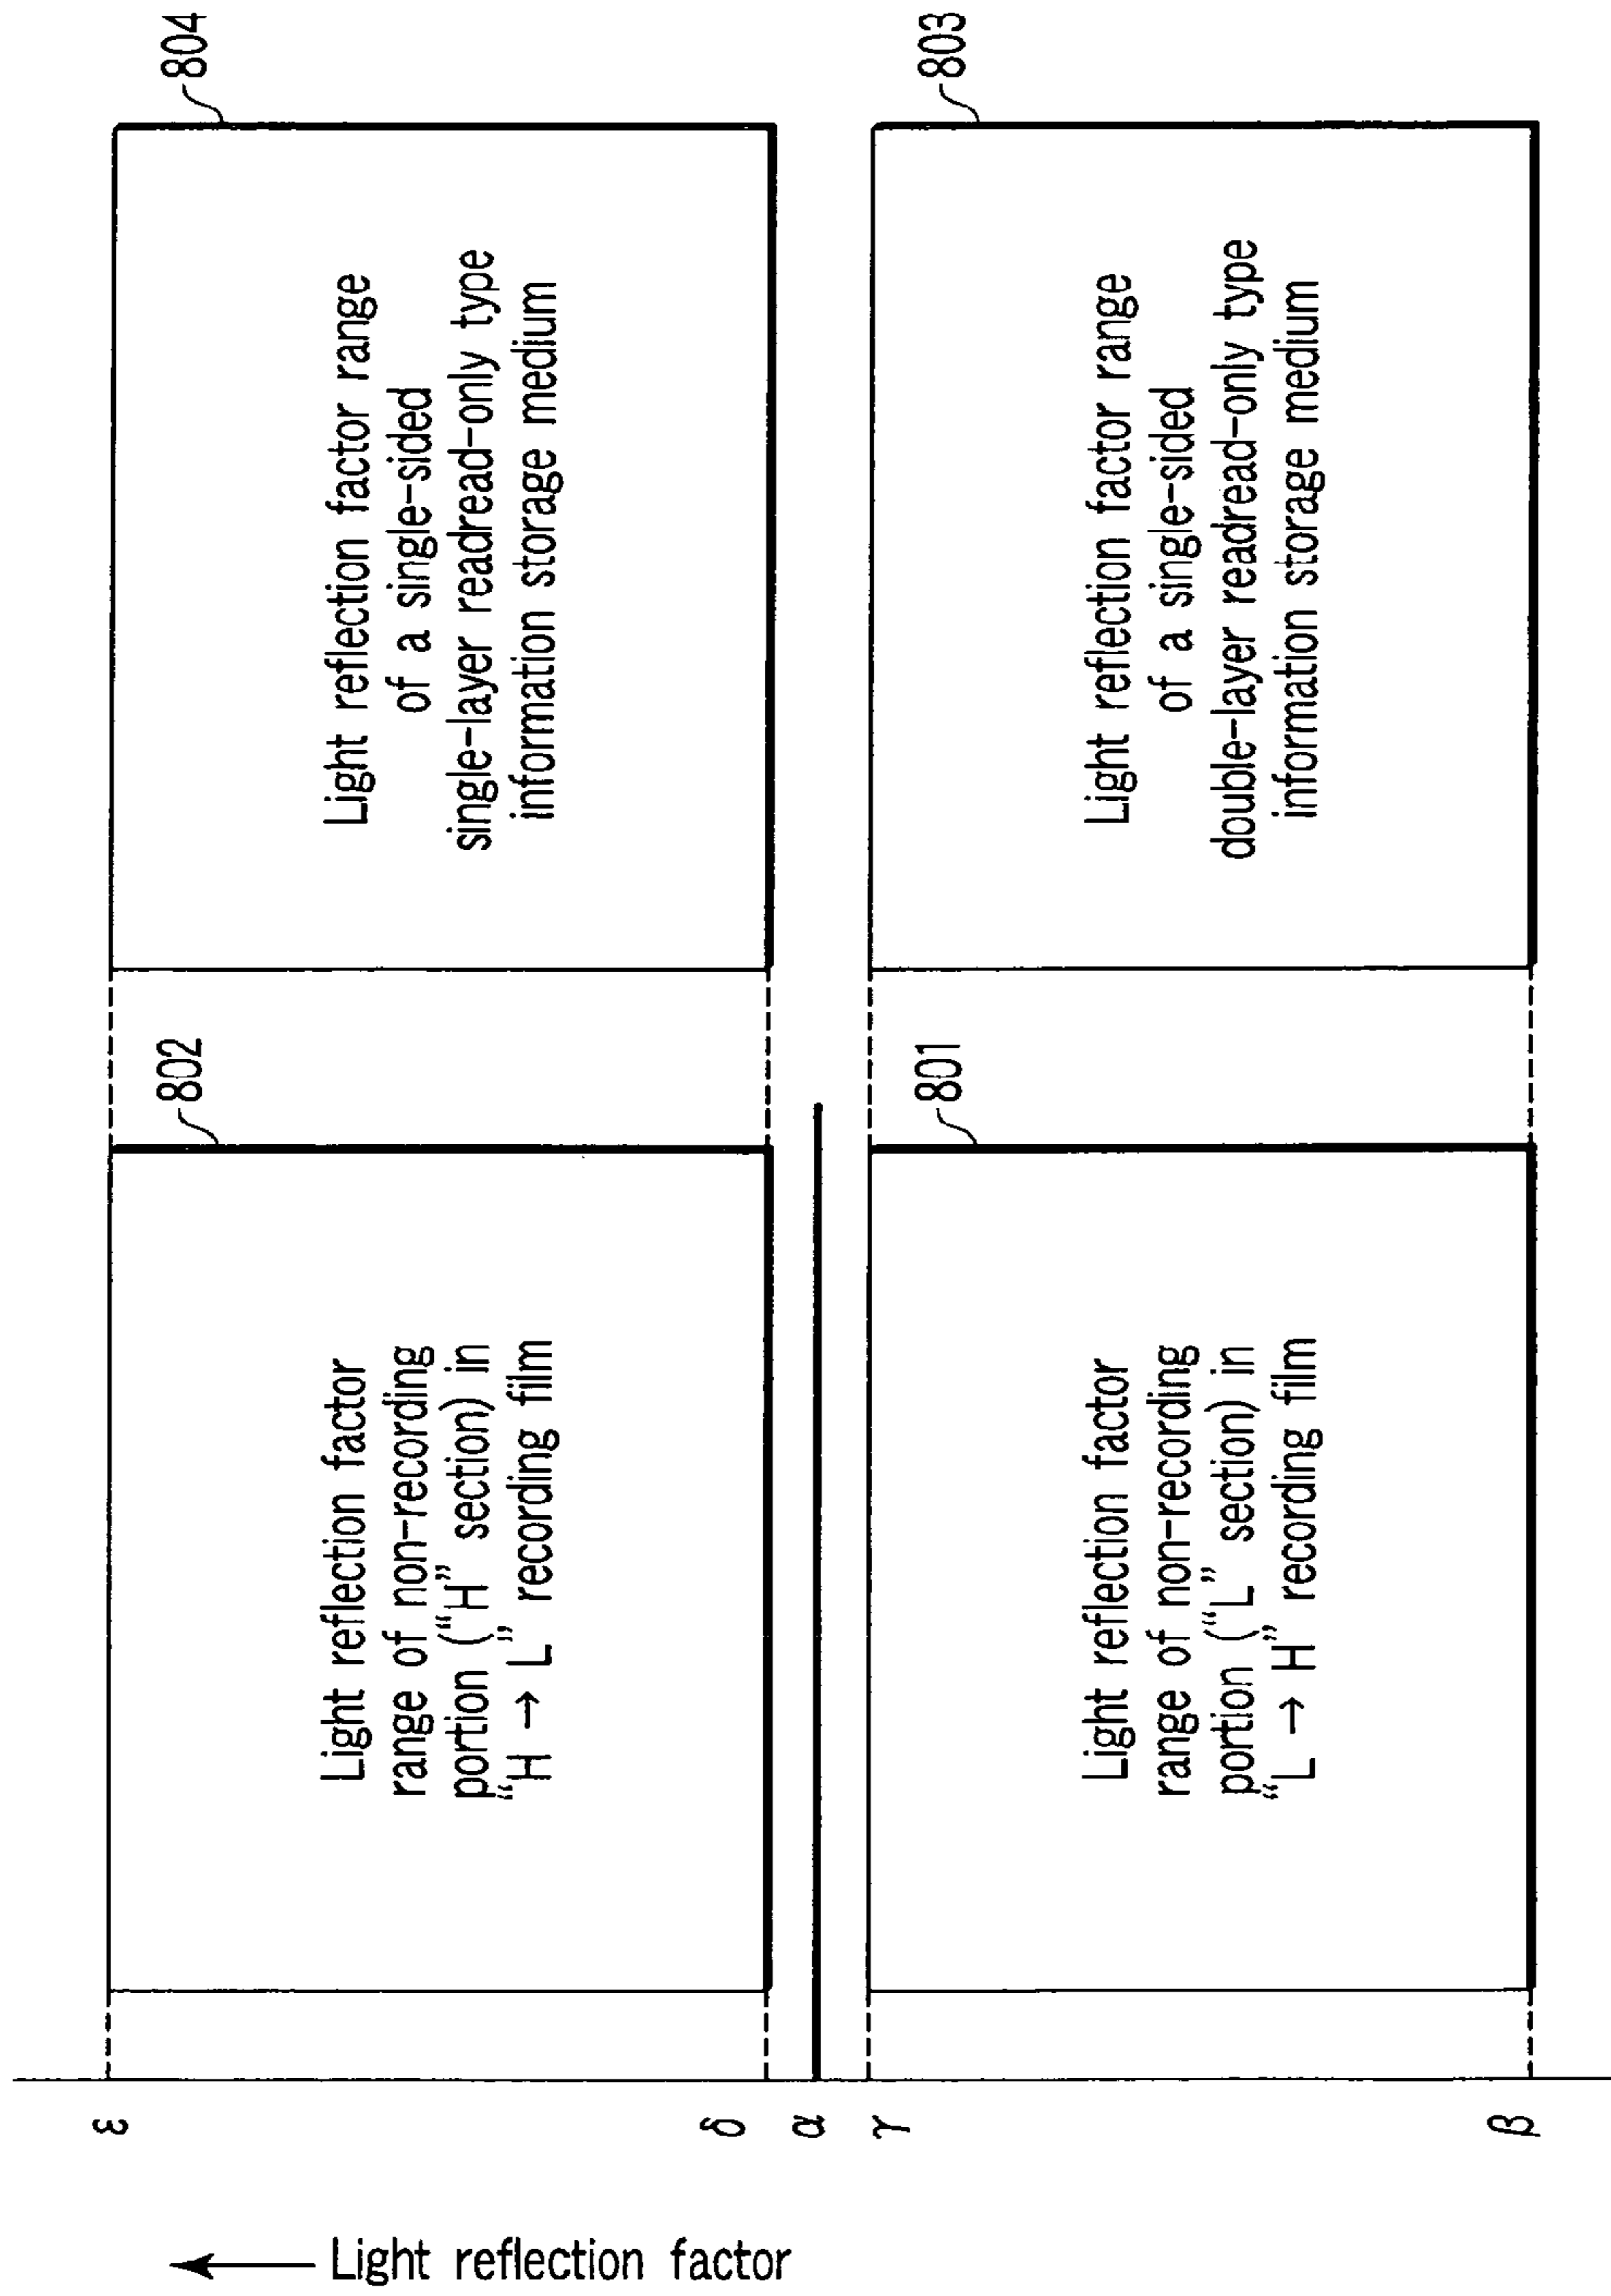 Light reflection factor
ε
802
Light reflection factor
range of non-recording
portion (“H” section) in
“H → L” recording film
804
Light reflection factor range
of a single-sided
single-layer readread-only type
information storage medium
δ
α
γ
801
Light reflection factor
range of non-recording
portion (“L” section) in
“L → H” recording film
803
Light reflection factor range
of a single-sided
double-layer readread-only type
information storage medium
β